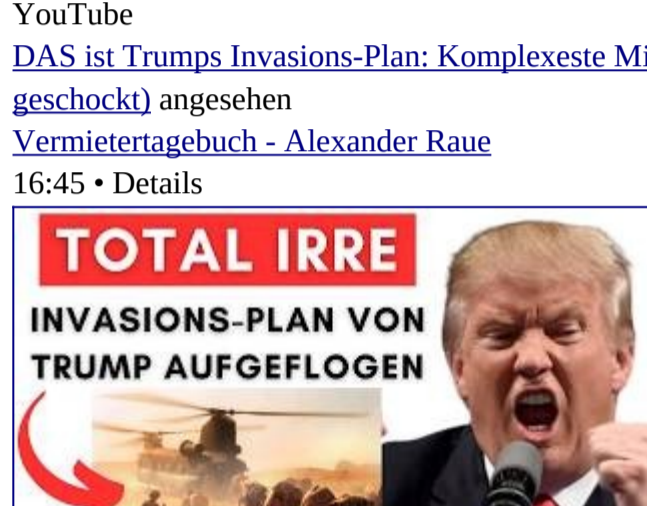 YouTube
DAS ist Trumps Invasions-Plan: Komplexeste Mi
geschockt) angesehen
Vermietertagebuch - Alexander Raue
16:45 • Details
TOTAL IRRE
INVASIONS-PLAN VON
TRUMP AUFGEFLOGEN